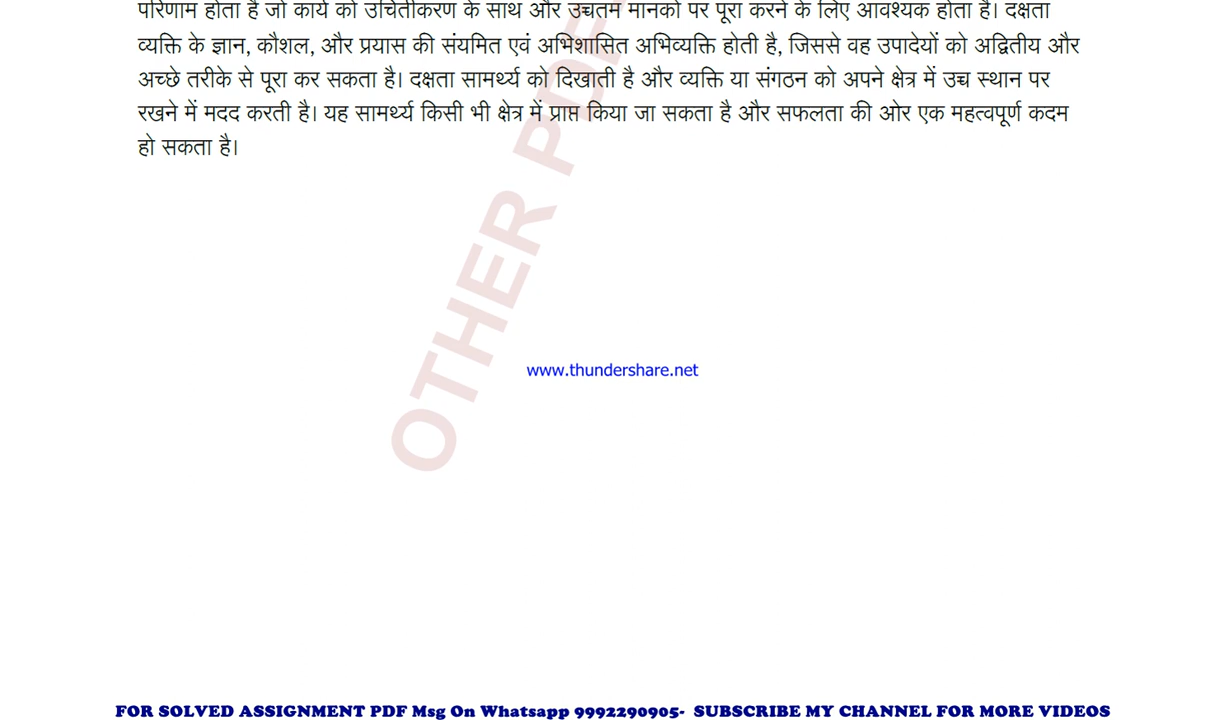 परिणाम होता है जो कार्य को उचितीकरण के साथ और उच्चतम मानकों पर पूरा करने के लिए आवश्यक होता है। दक्षता
व्यक्ति के ज्ञान, कौशल, और प्रयास की संयमित एवं अभिशासित अभिव्यक्ति होती है, जिससे वह उपादेयों को अद्वितीय और
अच्छे तरीके से पूरा कर सकता है। दक्षता सामर्थ्य को दिखाती है और व्यक्ति या संगठन को अपने क्षेत्र में उच्च स्थान पर
रखने में मदद करती है। यह सामर्थ्य किसी भी क्षेत्र में प्राप्त किया जा सकता है और सफलता की ओर एक महत्वपूर्ण कदम
हो सकता है।
OTHER PDF
www.thundershare.net
FOR SOLVED ASSIGNMENT PDF Msg On Whatsapp 9992290905- SUBSCRIBE MY CHANNEL FOR MORE VIDEOS